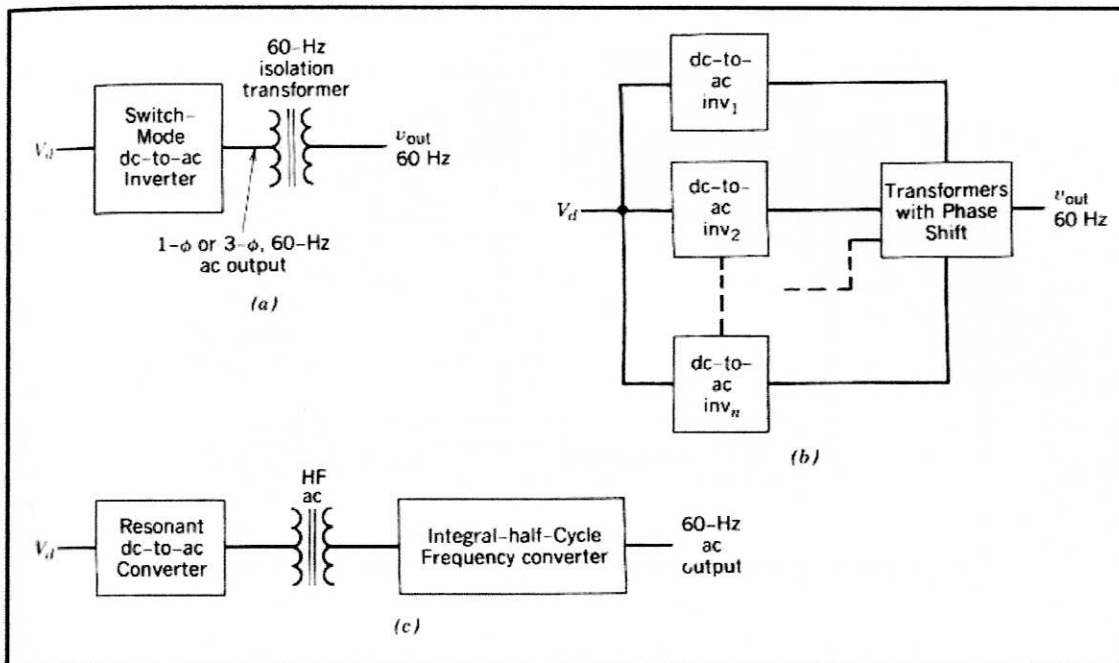 60-Hz
isolation
transformer
Switch-
Mode
dc-to-ac
Inverter
V_d
v_out
60 Hz
1-ϕ or 3-ϕ, 60-Hz
ac output
(a)
dc-to-
ac
inv_1
dc-to-
ac
inv_2
V_d
Transformers
with Phase
Shift
v_out
60 Hz
dc-to-
ac
inv_n
(b)
HF
ac
V_d
Resonant
dc-to-ac
Converter
Integral-half-Cycle
Frequency converter
60-Hz
ac
output
(c)